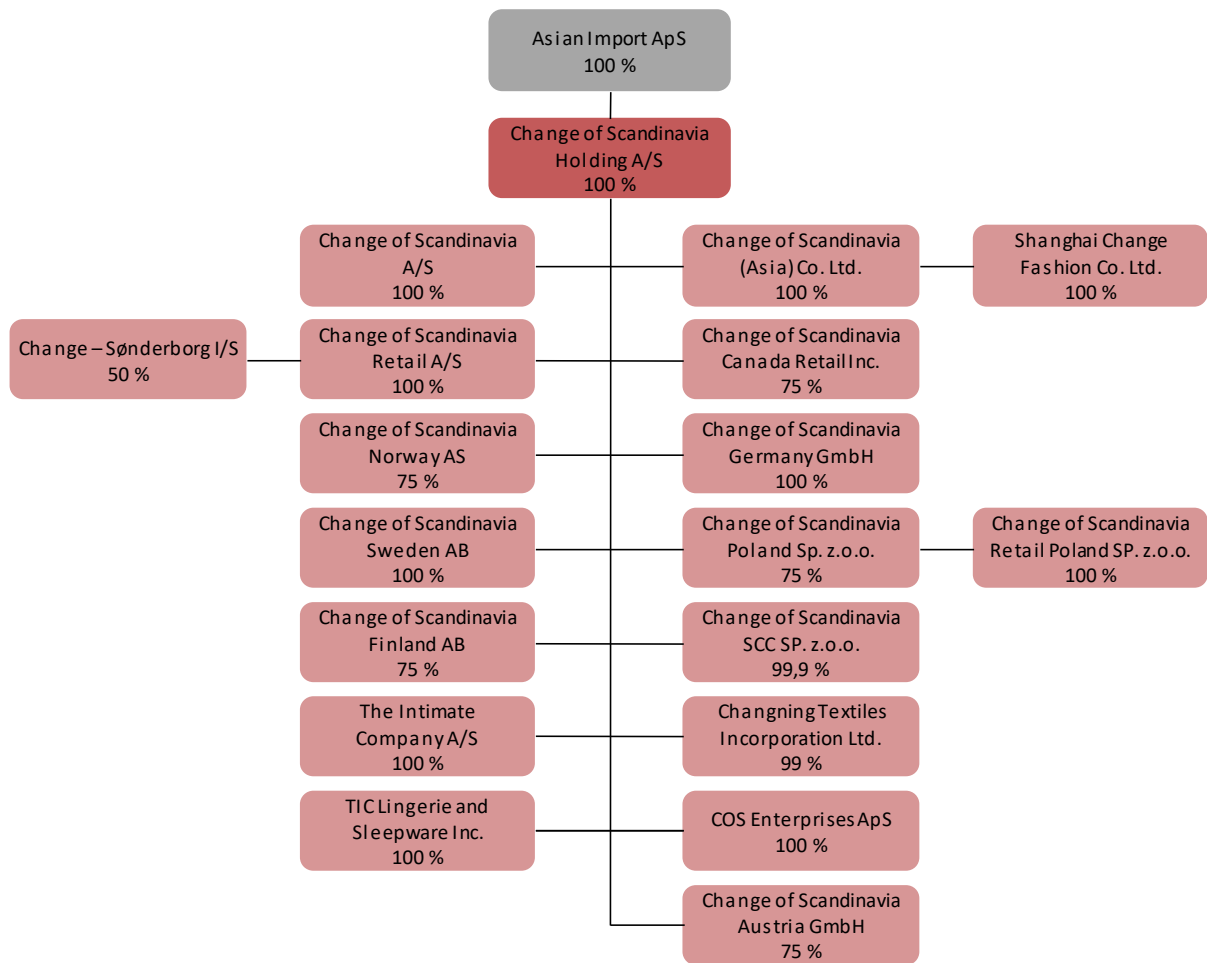 Asian Import ApS
100 %
Change of Scandinavia
Holding A/S
100 %
Change of Scandinavia
A/S
100 %
Change of Scandinavia
(Asia) Co. Ltd.
100 %
Shanghai Change
Fashion Co. Ltd.
100 %
Change – Sønderborg I/S
50 %
Change of Scandinavia
Retail A/S
100 %
Change of Scandinavia
Canada Retail Inc.
75 %
Change of Scandinavia
Norway AS
75 %
Change of Scandinavia
Germany GmbH
100 %
Change of Scandinavia
Sweden AB
100 %
Change of Scandinavia
Poland Sp. z.o.o.
75 %
Change of Scandinavia
Retail Poland SP. z.o.o.
100 %
Change of Scandinavia
Finland AB
75 %
Change of Scandinavia
SCC SP. z.o.o.
99,9 %
The Intimate
Company A/S
100 %
Changning Textiles
Incorporation Ltd.
99 %
TIC Lingerie and
Sleepware Inc.
100 %
COS Enterprises ApS
100 %
Change of Scandinavia
Austria GmbH
75 %